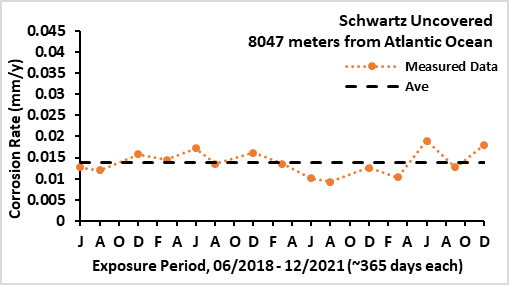 Schwartz Uncovered
8047 meters from Atlantic Ocean
Measured Data
Ave
Corrosion Rate (mm/y)
0.045
0.04
0.035
0.03
0.025
0.02
0.015
0.01
0.005
0
J A O D F A J A O D F A J A O D F A J A O D
Exposure Period, 06/2018 - 12/2021 (~365 days each)